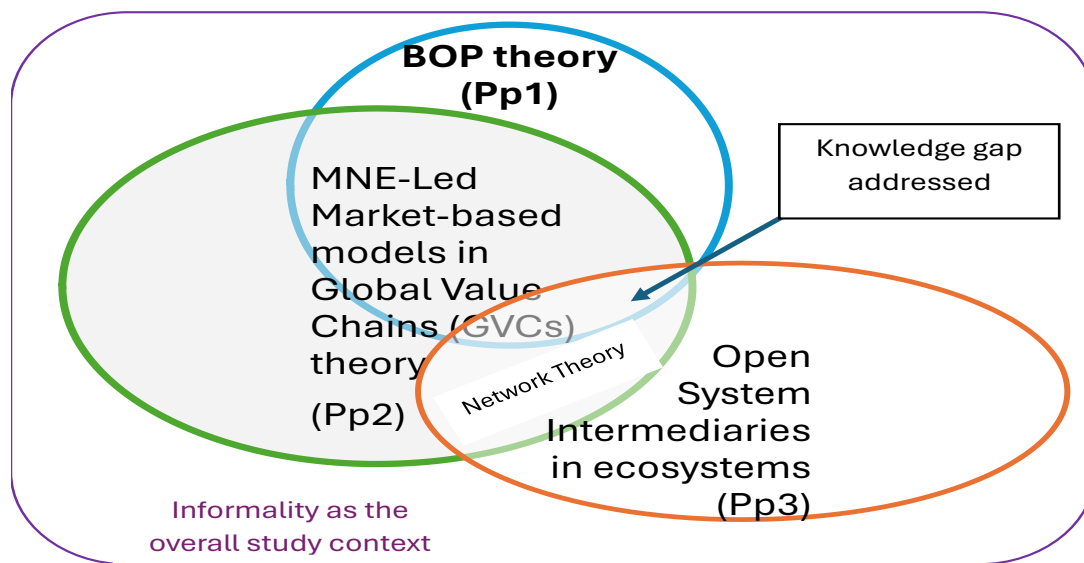 BOP theory
(Pp1)
Knowledge gap
addressed
MNE-Led
Market-based
models in
Global Value
Chains (GVCs)
theory
(Pp2)
Network Theory
Open
System
Intermediaries
in ecosystems
(Pp3)
Informality as the
overall study context